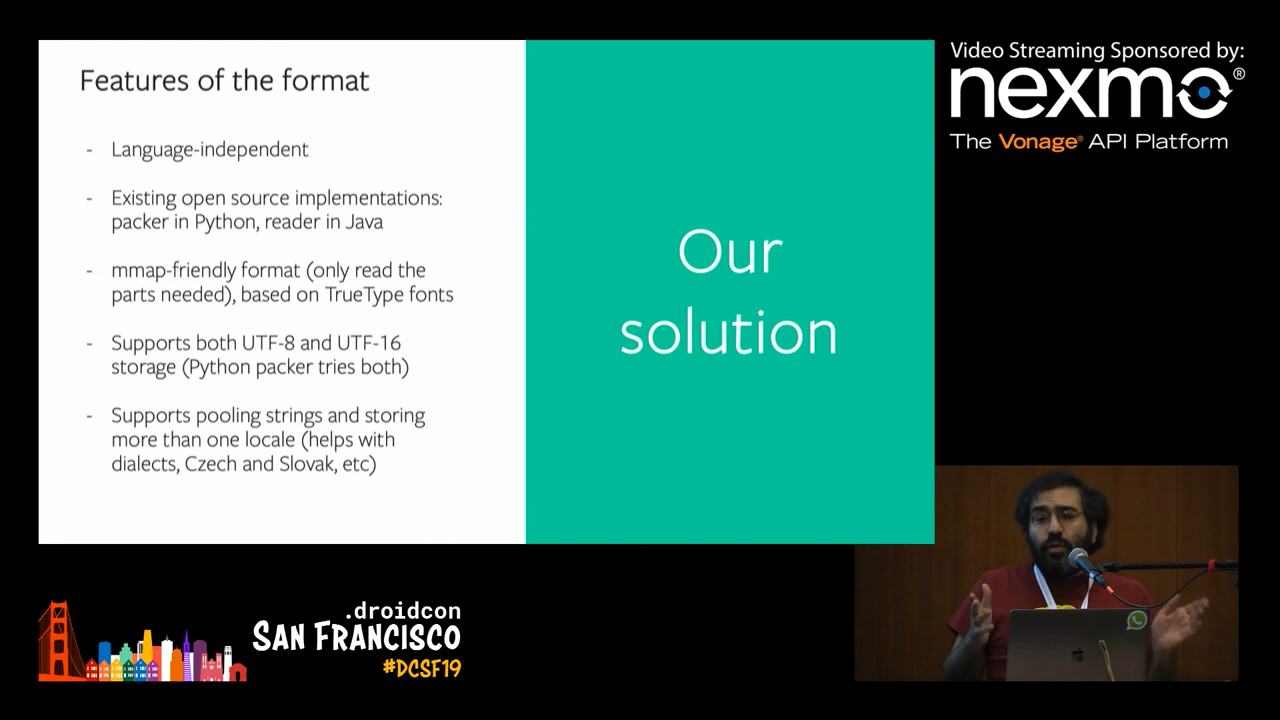 Features of the format
- Language-independent
- Existing open source implementations:
packer in Python, reader in Java
- mmap-friendly format (only read the
parts needed), based on TrueType fonts
- Supports both UTF-8 and UTF-16
storage (Python packer tries both)
- Supports pooling strings and storing
more than one locale (helps with
dialects, Czech and Slovak, etc)
Our
solution
Video Streaming Sponsored by:
nexmo®
The Vonage® API Platform
.droidcon
SAN FRANCISCO
#DCSF19